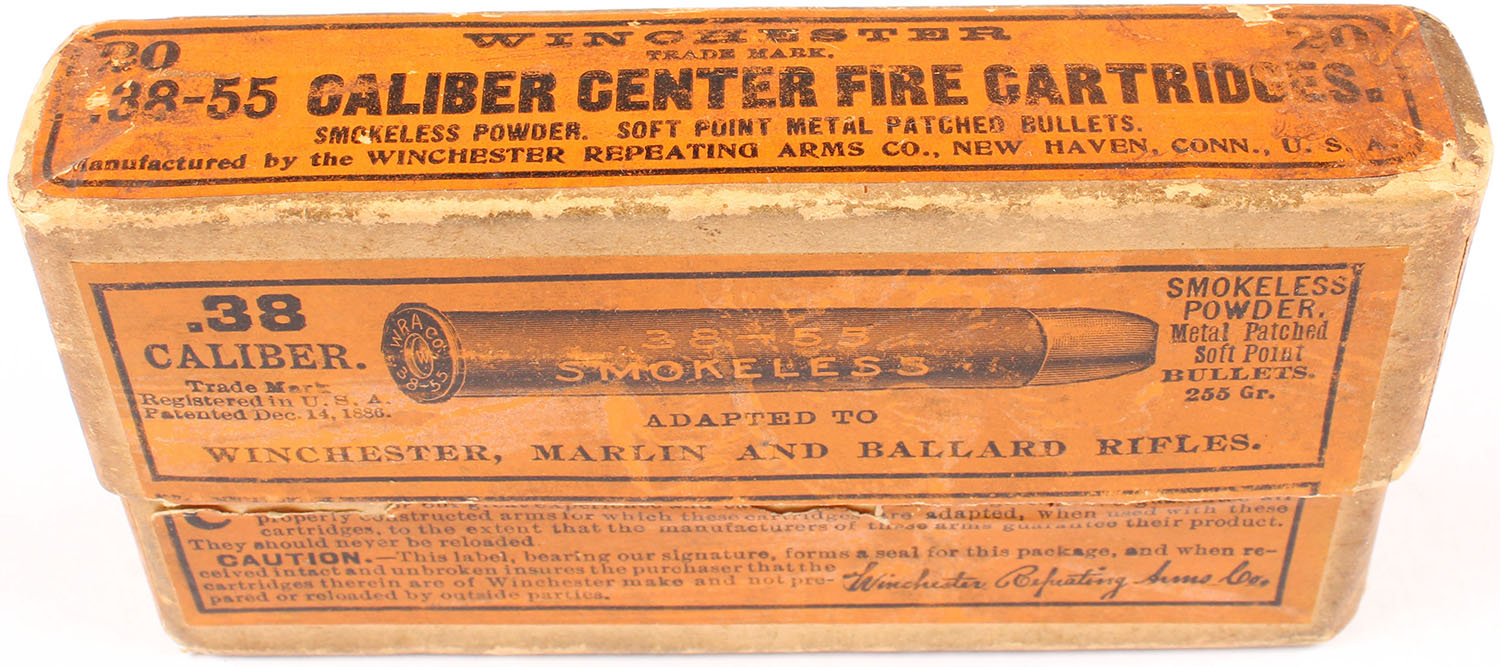 20 WINCHESTER 20
TRADE MARK.
.38-55 CALIBER CENTER FIRE CARTRIDGES.
SMOKELESS POWDER. SOFT POINT METAL PATCHED BULLETS.
Manufactured by the WINCHESTER REPEATING ARMS CO., NEW HAVEN, CONN., U. S. A.
.38
CALIBER.
Trade Mark
Registered in U. S. A.
Patented Dec. 14, 1886.
W.R.A.CO.
W
38-55
38-55
SMOKELESS
SMOKELESS
POWDER.
Metal Patched
Soft Point
BULLETS.
255 Gr.
ADAPTED TO
WINCHESTER, MARLIN AND BALLARD RIFLES.
properly constructed arms for which these cartridges are adapted, when used with these
cartridges, to the extent that the manufacturers of these arms guarantee their product.
They should never be reloaded.
CAUTION.—This label, bearing our signature, forms a seal for this package, and when re-
ceived intact and unbroken insures the purchaser that the
cartridges therein are of Winchester make and not pre-
pared or reloaded by outside parties.
Winchester Repeating Arms Co.